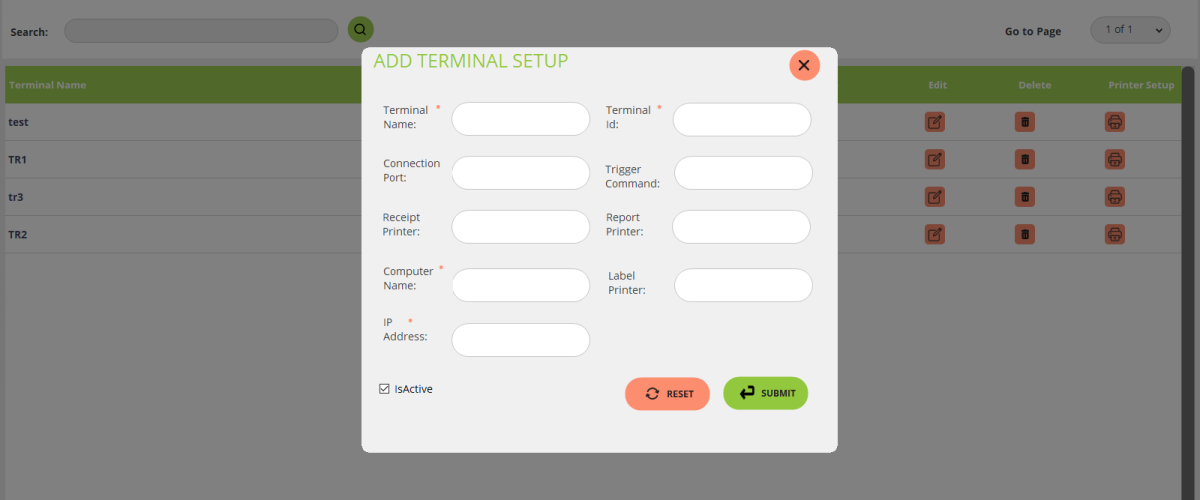 Search:
Go to Page
1 of 1
Terminal Name
Edit
Delete
Printer Setup
test
TR1
tr3
TR2
ADD TERMINAL SETUP
Terminal *
Name:
Terminal *
Id:
Connection
Port:
Trigger
Command:
Receipt
Printer:
Report
Printer:
Computer *
Name:
Label
Printer:
IP *
Address:
IsActive
RESET
SUBMIT